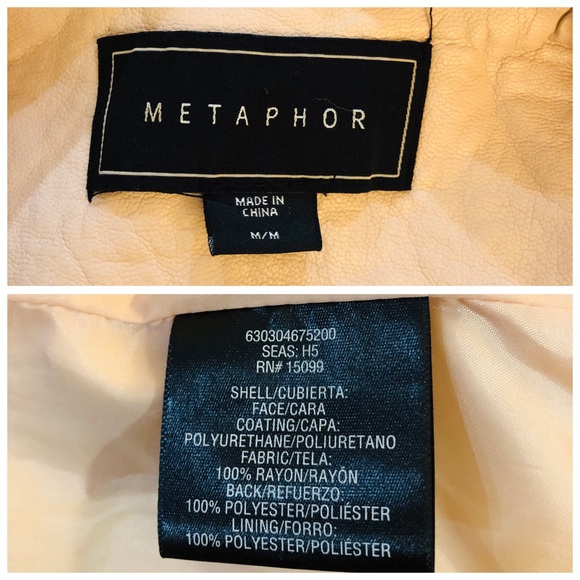 METAPHOR
MADE IN
CHINA
M/M
630304675200
SEAS: H5
RN# 15099
SHELL/CUBIERTA:
FACE/CARA
COATING/CAPA:
POLYURETHANE/POLIURETANO
FABRIC/TELA:
100% RAYON/RAYÓN
BACK/REFUERZO:
100% POLYESTER/POLIÉSTER
LINING/FORRO:
100% POLYESTER/POLIÉSTER